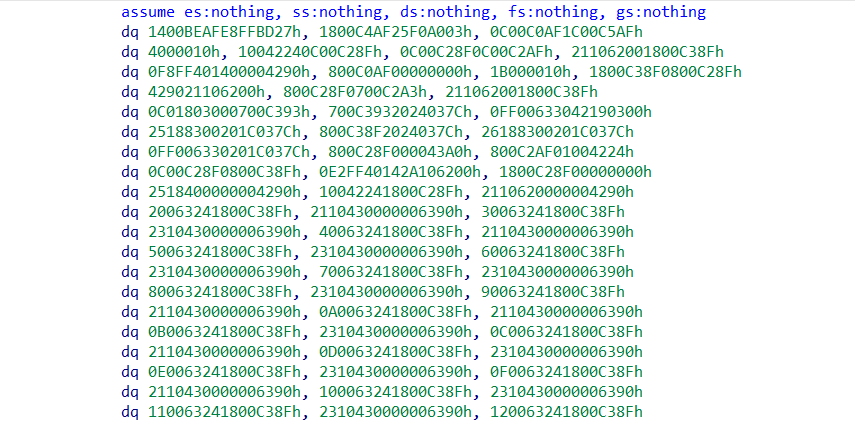 assume es:nothing, ss:nothing, ds:nothing, fs:nothing, gs:nothing
dq 1400BEAFE8FFBD27h, 1800C4AF25F0A003h, 0C00C0AF1C00C5AFh
dq 4000010h, 10042240C00C28Fh, 0C00C28F0C00C2AFh, 211062001800C38Fh
dq 0F8FF401400004290h, 800C0AF00000000h, 1B000010h, 1800C38F0800C28Fh
dq 429021106200h, 800C28F0700C2A3h, 211062001800C38Fh
dq 0C01803000700C393h, 700C3932024037Ch, 0FF00633042190300h
dq 25188300201C037Ch, 800C38F2024037Ch, 26188300201C037Ch
dq 0FF006330201C037Ch, 800C28F000043A0h, 800C2AF01004224h
dq 0C00C28F0800C38Fh, 0E2FF40142A106200h, 1800C28F00000000h
dq 2518400000004290h, 10042241800C28Fh, 2110620000004290h
dq 20063241800C38Fh, 2110430000006390h, 30063241800C38Fh
dq 2310430000006390h, 40063241800C38Fh, 2110430000006390h
dq 50063241800C38Fh, 2310430000006390h, 60063241800C38Fh
dq 2310430000006390h, 70063241800C38Fh, 2310430000006390h
dq 80063241800C38Fh, 2310430000006390h, 90063241800C38Fh
dq 2110430000006390h, 0A0063241800C38Fh, 2110430000006390h
dq 0B0063241800C38Fh, 2310430000006390h, 0C0063241800C38Fh
dq 2110430000006390h, 0D0063241800C38Fh, 2310430000006390h
dq 0E0063241800C38Fh, 2310430000006390h, 0F0063241800C38Fh
dq 2110430000006390h, 100063241800C38Fh, 2310430000006390h
dq 110063241800C38Fh, 2310430000006390h, 120063241800C38Fh